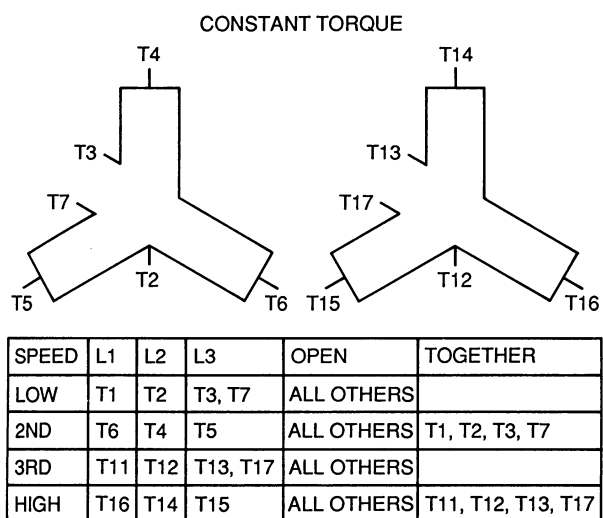 CONSTANT TORQUE
T4 T14
T3 T13
T7 T17
T5 T2 T6 T15 T12 T16
SPEED L1 L2 L3 OPEN TOGETHER
LOW T1 T2 T3, T7 ALL OTHERS
2ND T6 T4 T5 ALL OTHERS T1, T2, T3, T7
3RD T11 T12 T13, T17 ALL OTHERS
HIGH T16 T14 T15 ALL OTHERS T11, T12, T13, T17